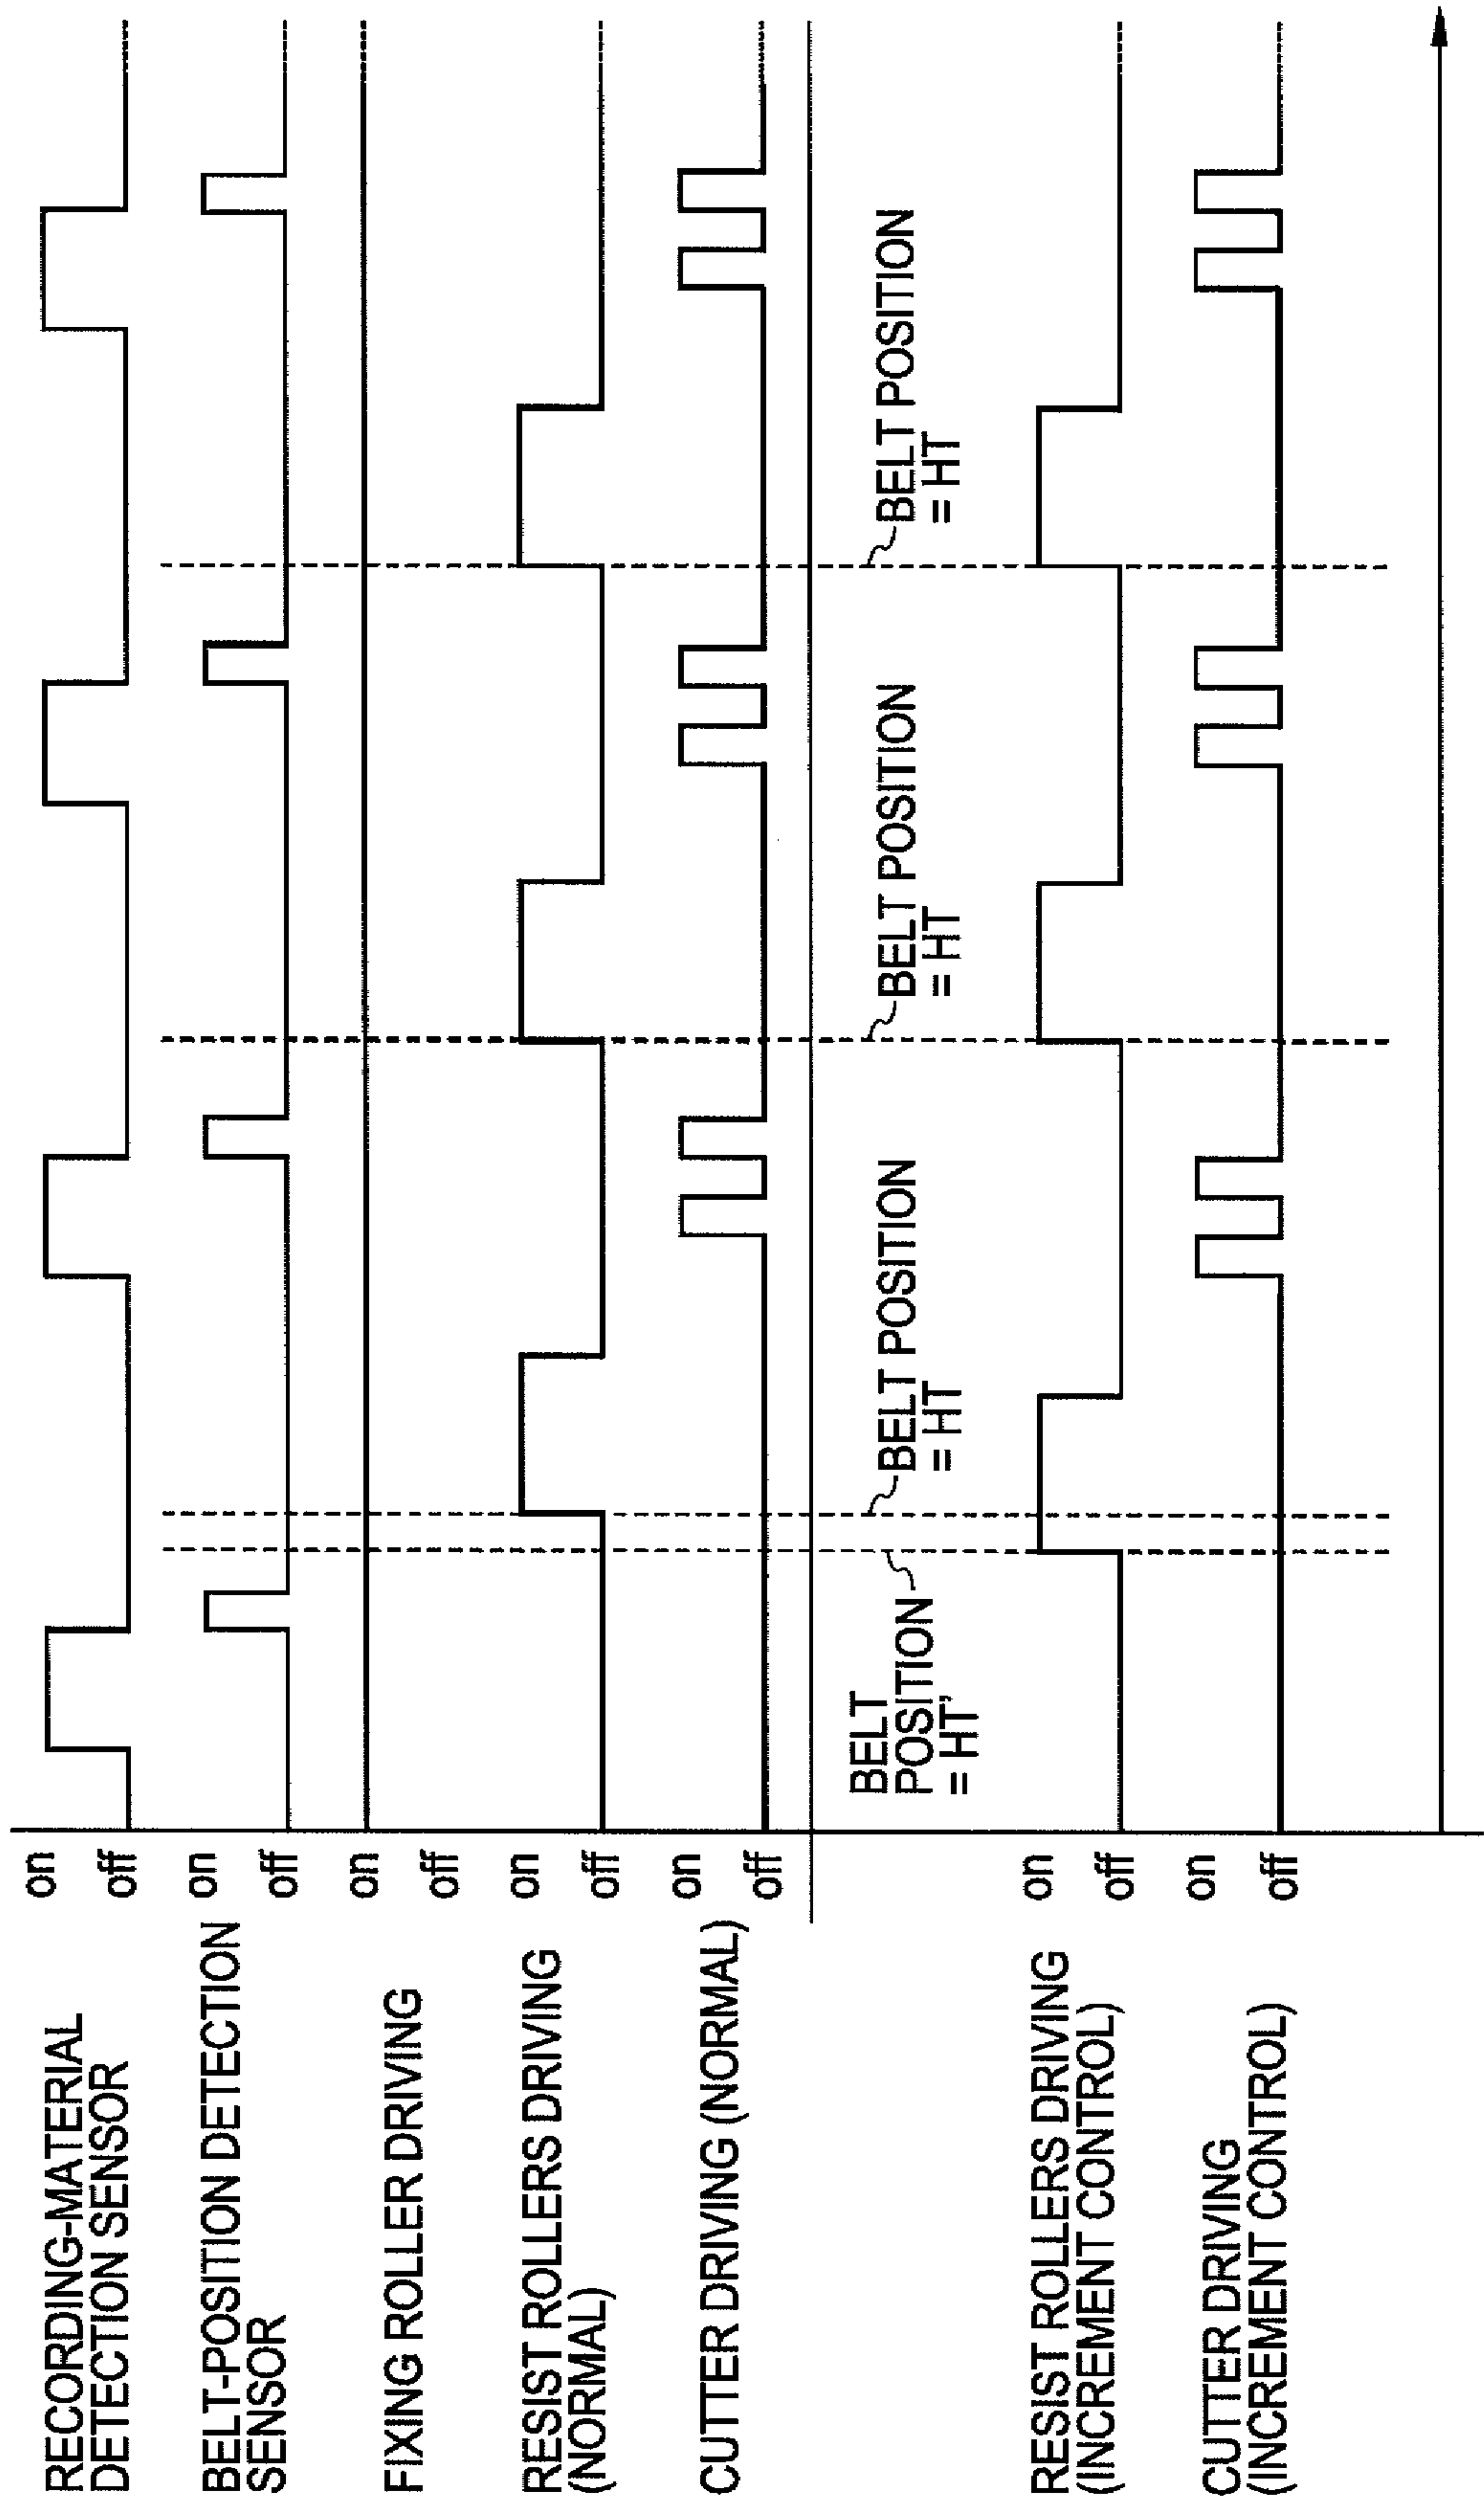 RECORDING-MATERIAL
DETECTION SENSOR
on
off
BELT-POSITION DETECTION
SENSOR
on
off
FIXING ROLLER DRIVING
on
off
RESIST ROLLERS DRIVING
(NORMAL)
on
off
CUTTER DRIVING (NORMAL)
on
off
BELT
POSITION
= HT'
BELT POSITION
= HT
BELT POSITION
= HT
BELT POSITION
= HT
RESIST ROLLERS DRIVING
(INCREMENT CONTROL)
on
off
CUTTER DRIVING
(INCREMENT CONTROL)
on
off